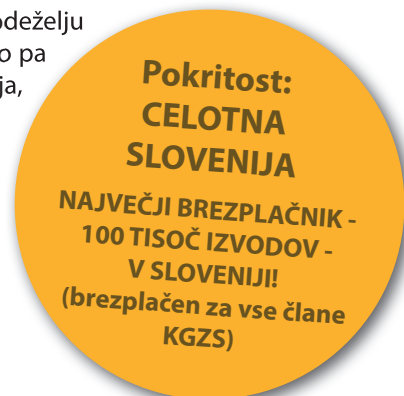 odeželju
o pa
ja,
Pokritost:
CELOTNA
SLOVENIJA
NAJVEČJI BREZPLAČNIK -
100 TISOČ IZVODOV -
V SLOVENIJI!
(brezplačen za vse člane
KGZS)